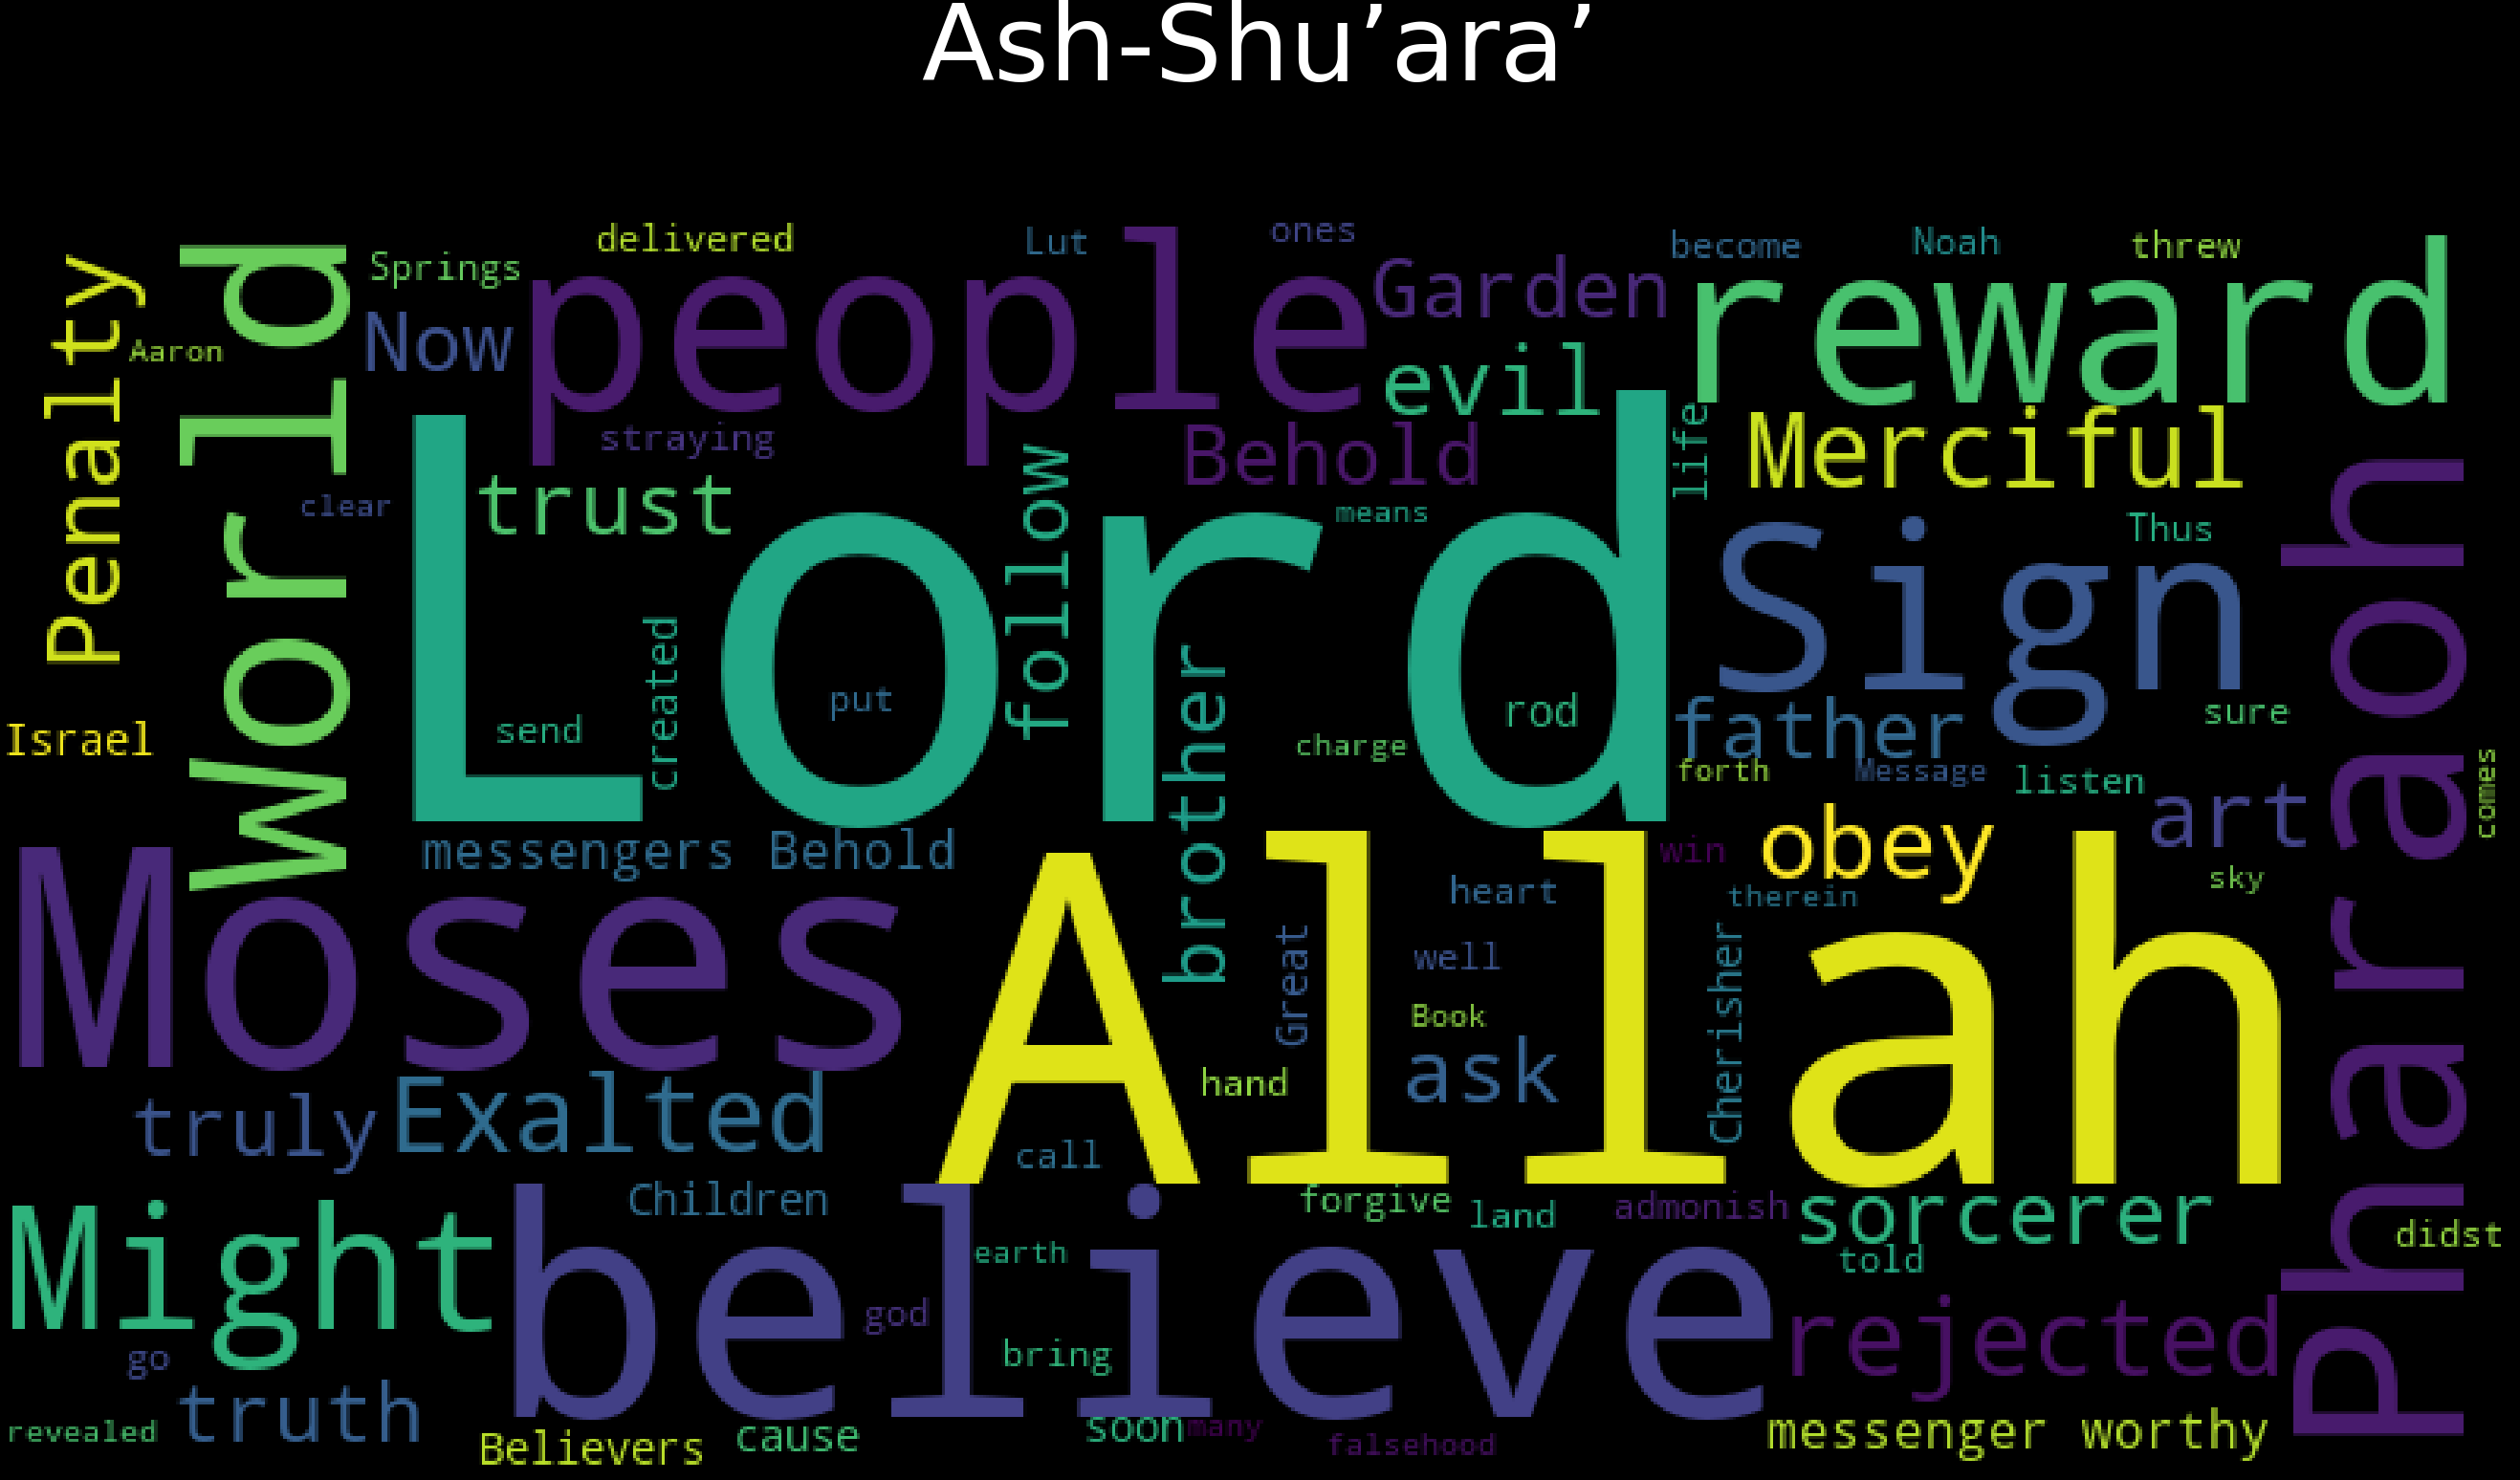 Ash-Shu’ara’
delivered
Lut
ones
become
Noah
threw
Springs
Penalty
World
people
Garden
reward
Aaron
Now
evil
straying
Behold
life
Merciful
clear
trust
follow
means
Sign
Thus
Pharaoh
Lord
created
put
send
brother
rod
charge
father
sure
Israel
forth
Message
listen
comes
art
messengers
Behold
win
obey
sky
Moses
Allah
heart
therein
Great
well
Cherisher
Book
ask
hand
truly
Exalted
call
Children
forgive
land
admonish
sorcerer
didst
Might
believe
earth
told
god
bring
rejected
go
truth
revealed
Believers
cause
soon
many
falsehood
messenger worthy